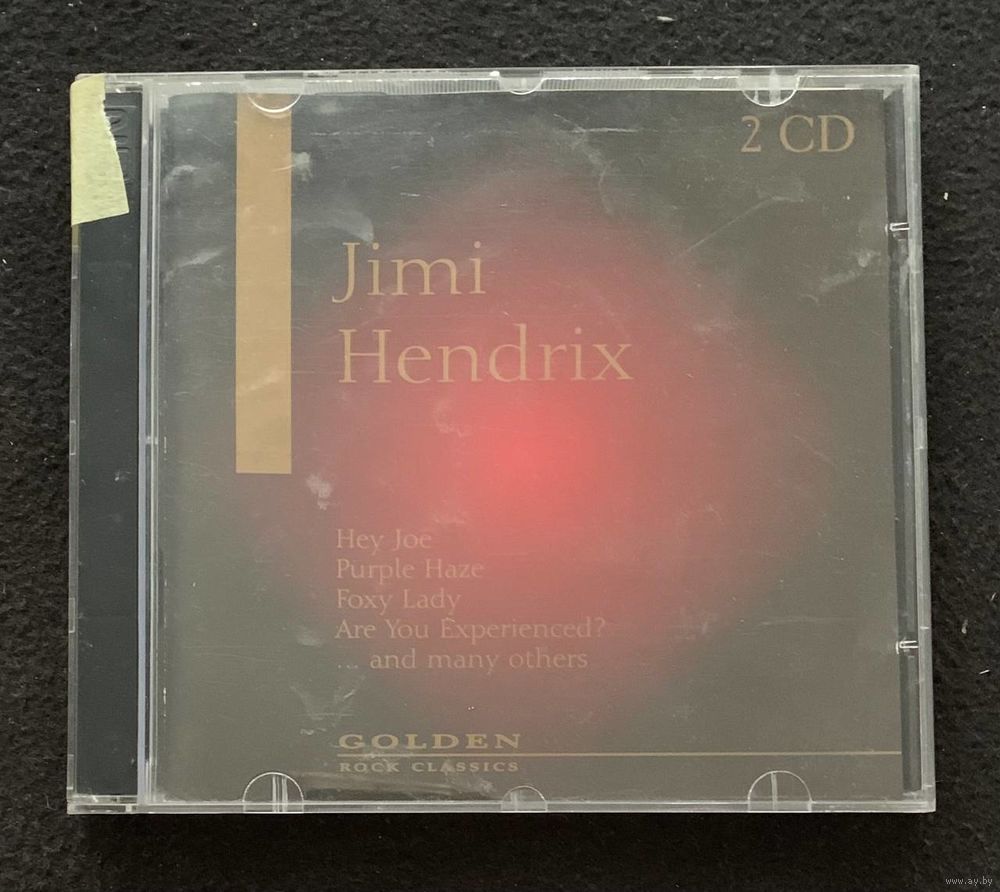 2 CD
Jimi
Hendrix
Hey Joe
Purple Haze
Foxy Lady
Are You Experienced?
... and many others
GOLDEN
ROCK CLASSICS
www.ay.by